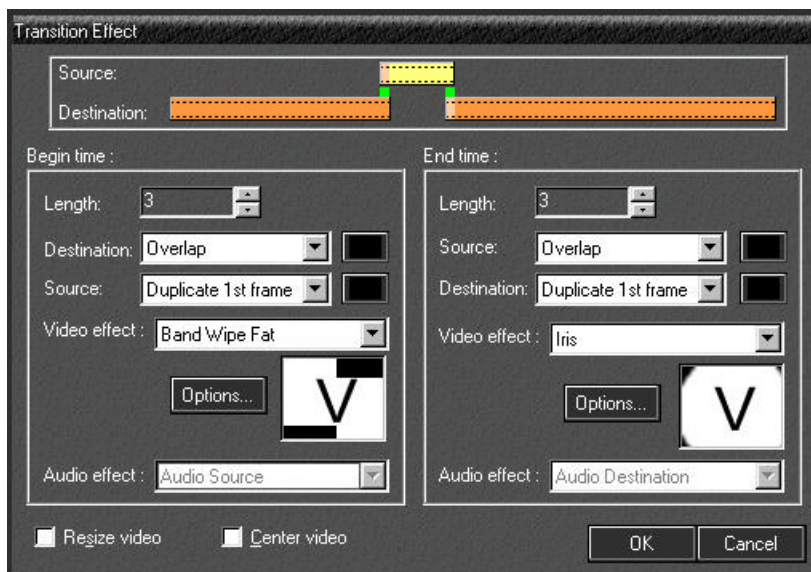 Transition Effect
Source:
Destination:
Begin time :
Length: 3
Destination: Overlap
Source: Duplicate 1st frame
Video effect : Band Wipe Fat
Options...
V
Audio effect : Audio Source
End time :
Length: 3
Source: Overlap
Destination: Duplicate 1st frame
Video effect : Iris
Options...
V
Audio effect : Audio Destination
Resize video
Center video
OK
Cancel